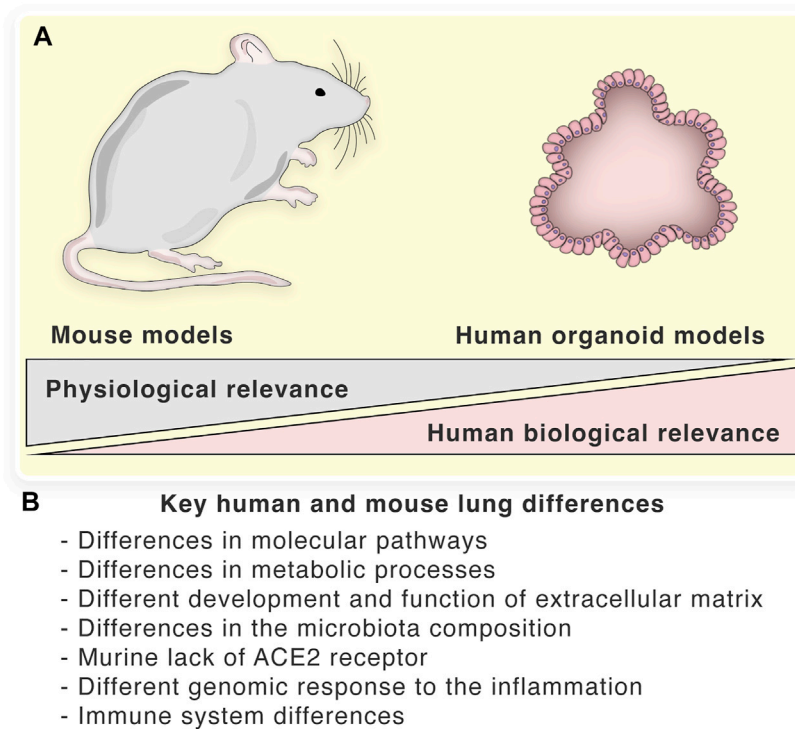 A
Mouse models
Human organoid models
Physiological relevance
Human biological relevance
B
Key human and mouse lung differences
- Differences in molecular pathways
- Differences in metabolic processes
- Different development and function of extracellular matrix
- Differences in the microbiota composition
- Murine lack of ACE2 receptor
- Different genomic response to the inflammation
- Immune system differences